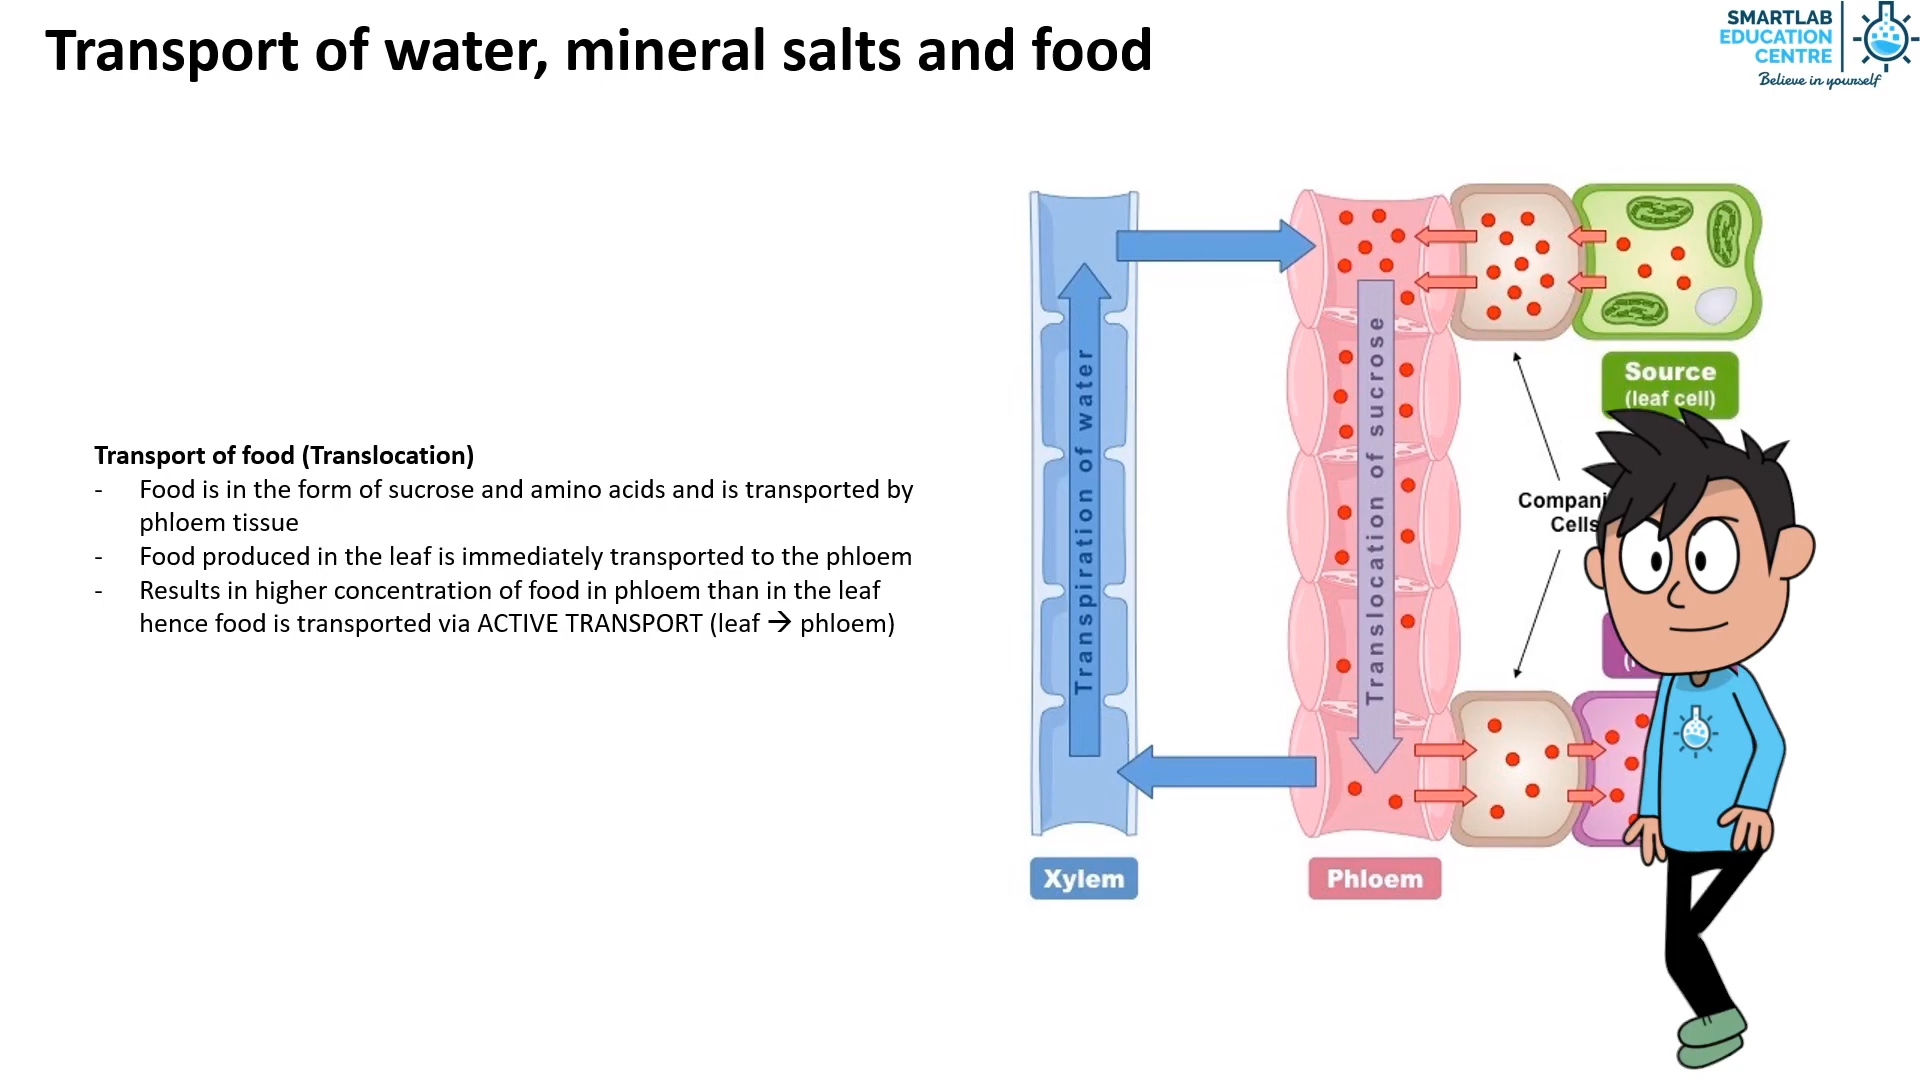 Transport of water, mineral salts and food
SMARTLAB
EDUCATION
CENTRE
Believe in yourself
Transport of food (Translocation)
- Food is in the form of sucrose and amino acids and is transported by
phloem tissue
- Food produced in the leaf is immediately transported to the phloem
- Results in higher concentration of food in phloem than in the leaf
hence food is transported via ACTIVE TRANSPORT (leaf → phloem)
Transpiration of water
Translocation of sucrose
Source
(leaf cell)
Cells
Xylem
Phloem